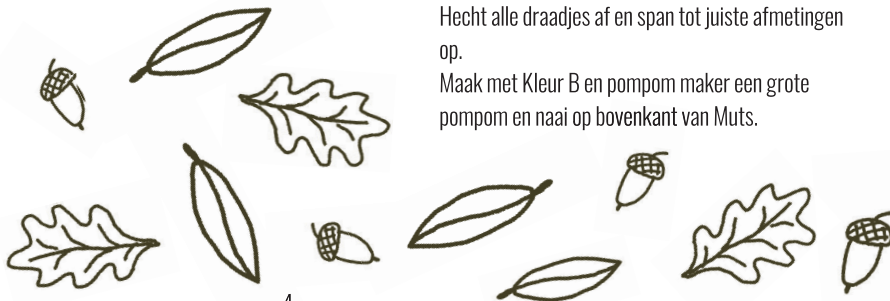 Hecht alle draadjes af en span tot juiste afmetingen
op.
Maak met Kleur B en pompom maker een grote
pompom en naai op bovenkant van Muts.
4